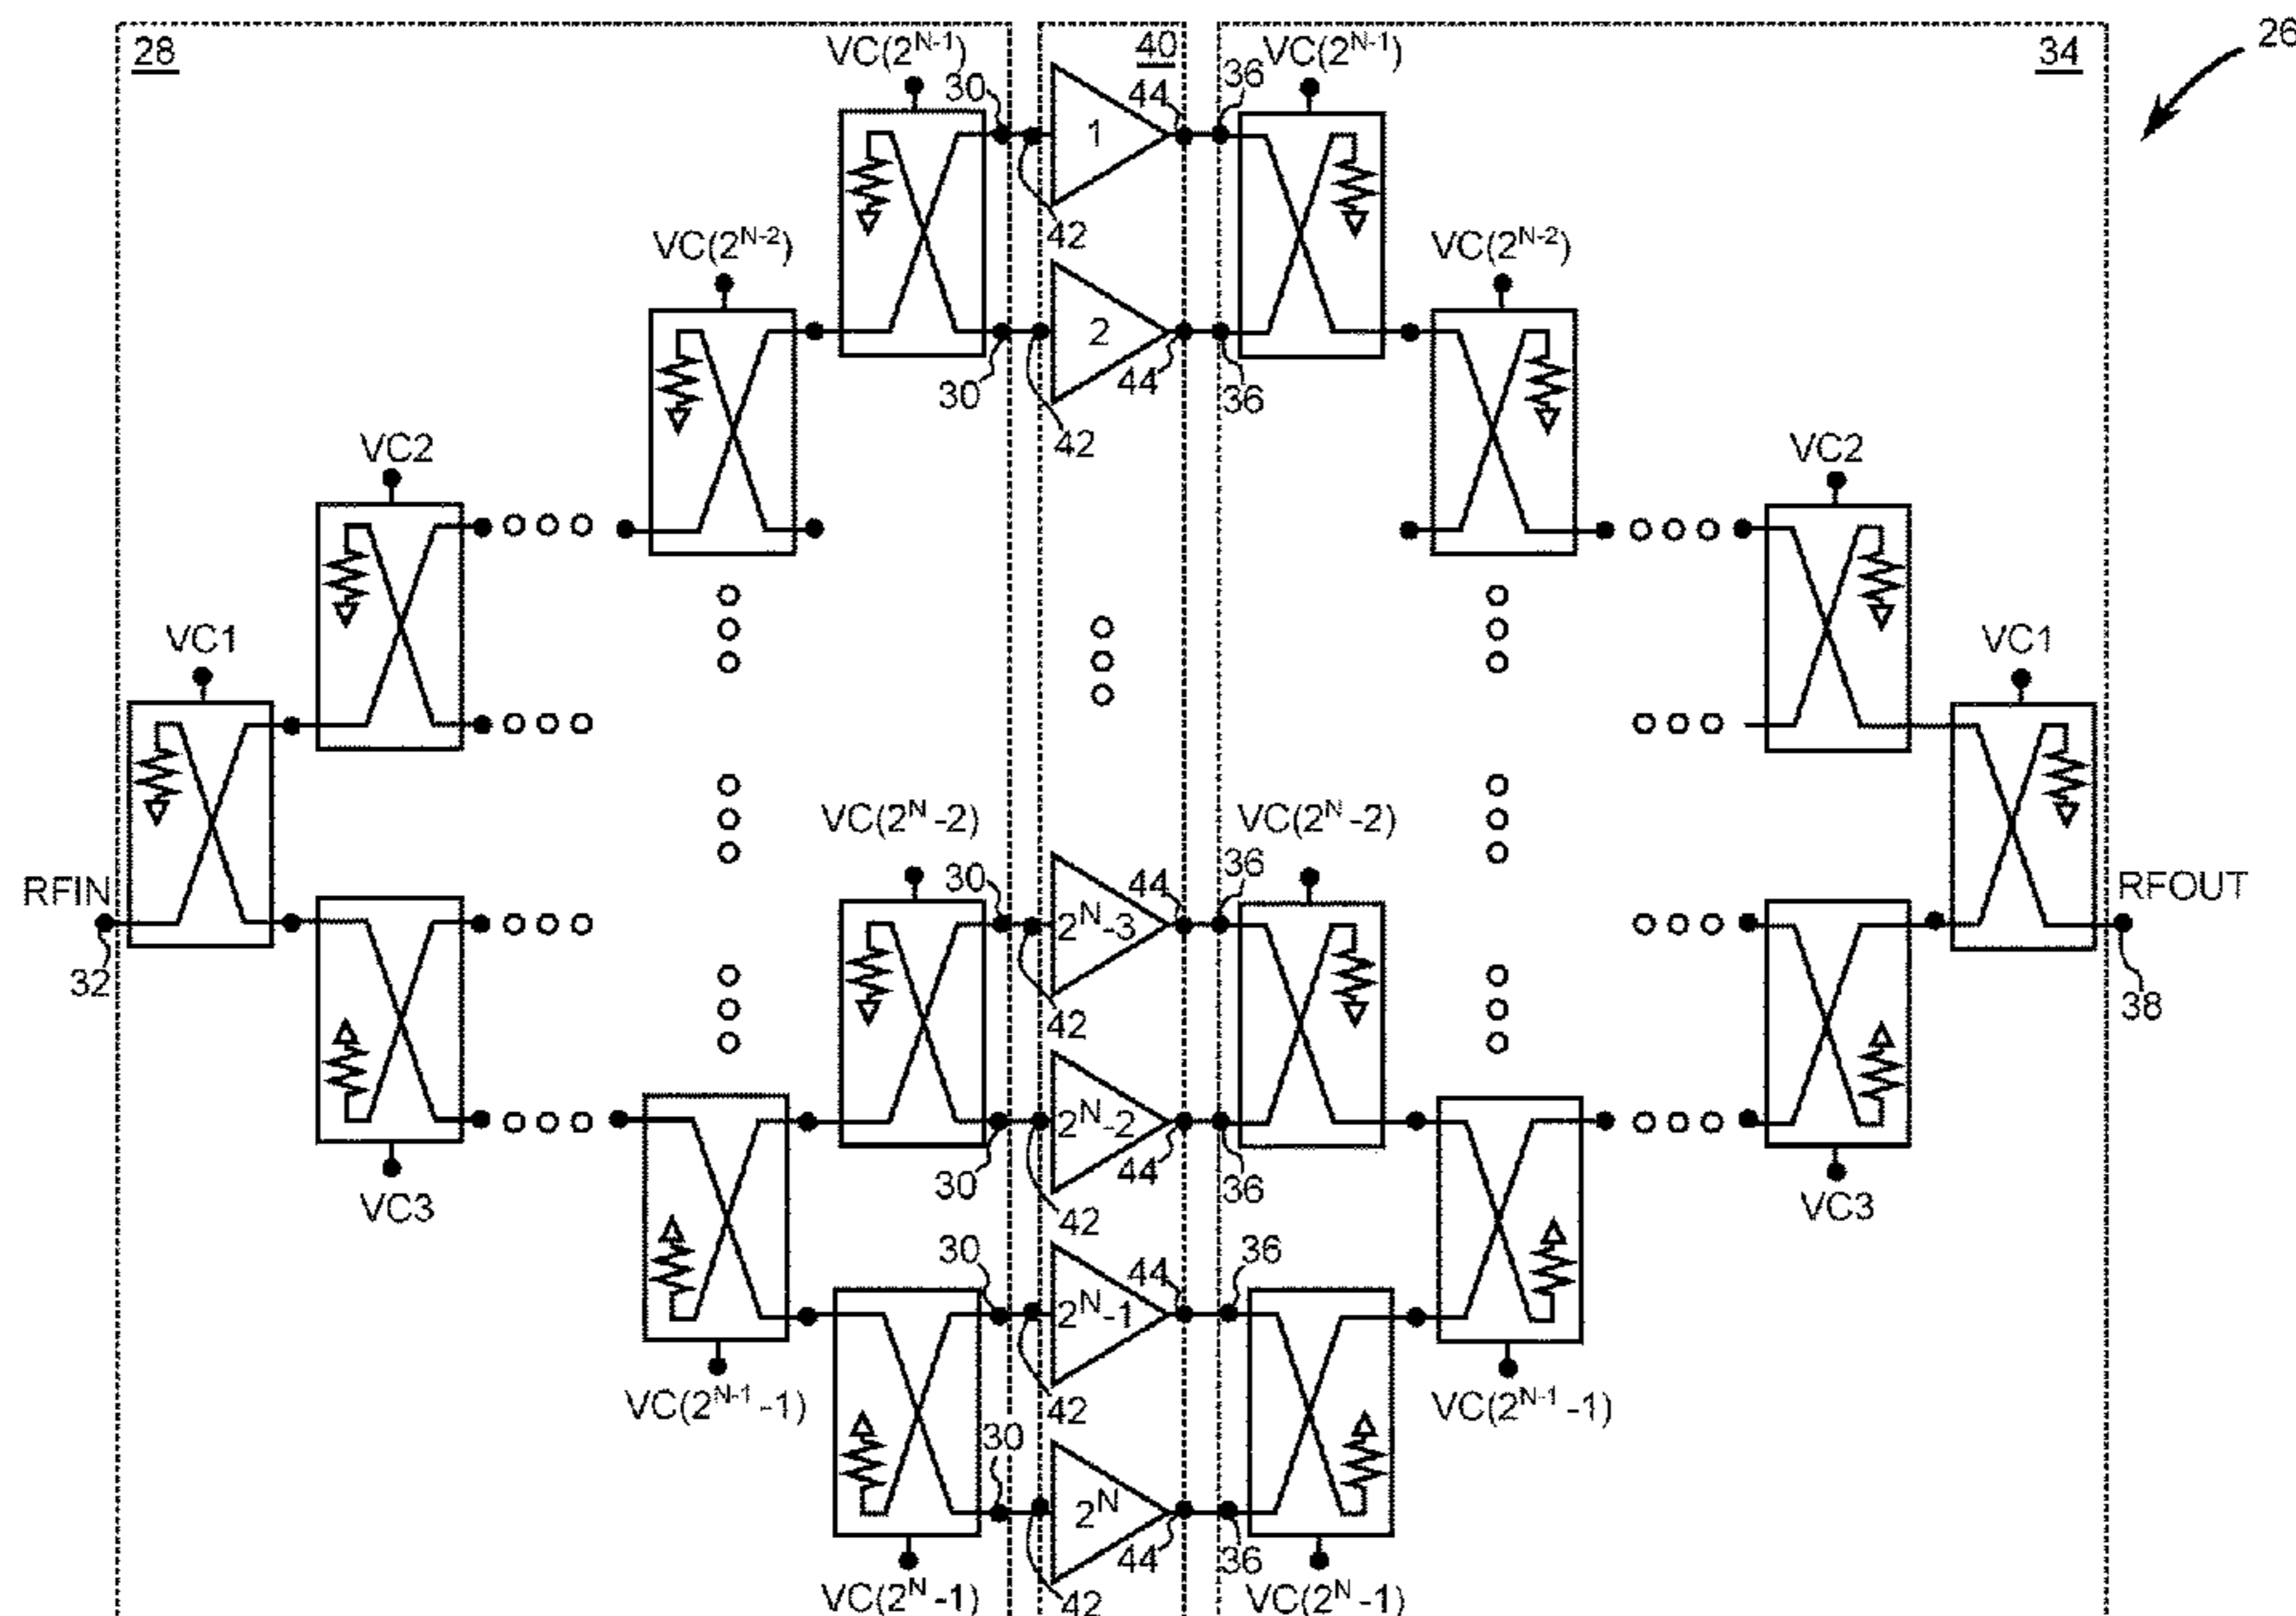 26
28
40
34
VC(2^N-1)
VC(2^N-1)
30
44
36
1
42
VC(2^N-2)
VC(2^N-2)
2
30
44
36
42
VC2
VC2
VC1
VC1
VC(2^N -2)
VC(2^N -2)
RFIN
30
44
36
RFOUT
2^N-3
32
38
42
2^N-2
30
44
36
VC3
VC3
42
30
44
36
2^N-1
VC(2^N-1 -1)
VC(2^N-1 -1)
42
30
2^N
44
36
VC(2^N -1)
42
VC(2^N -1)